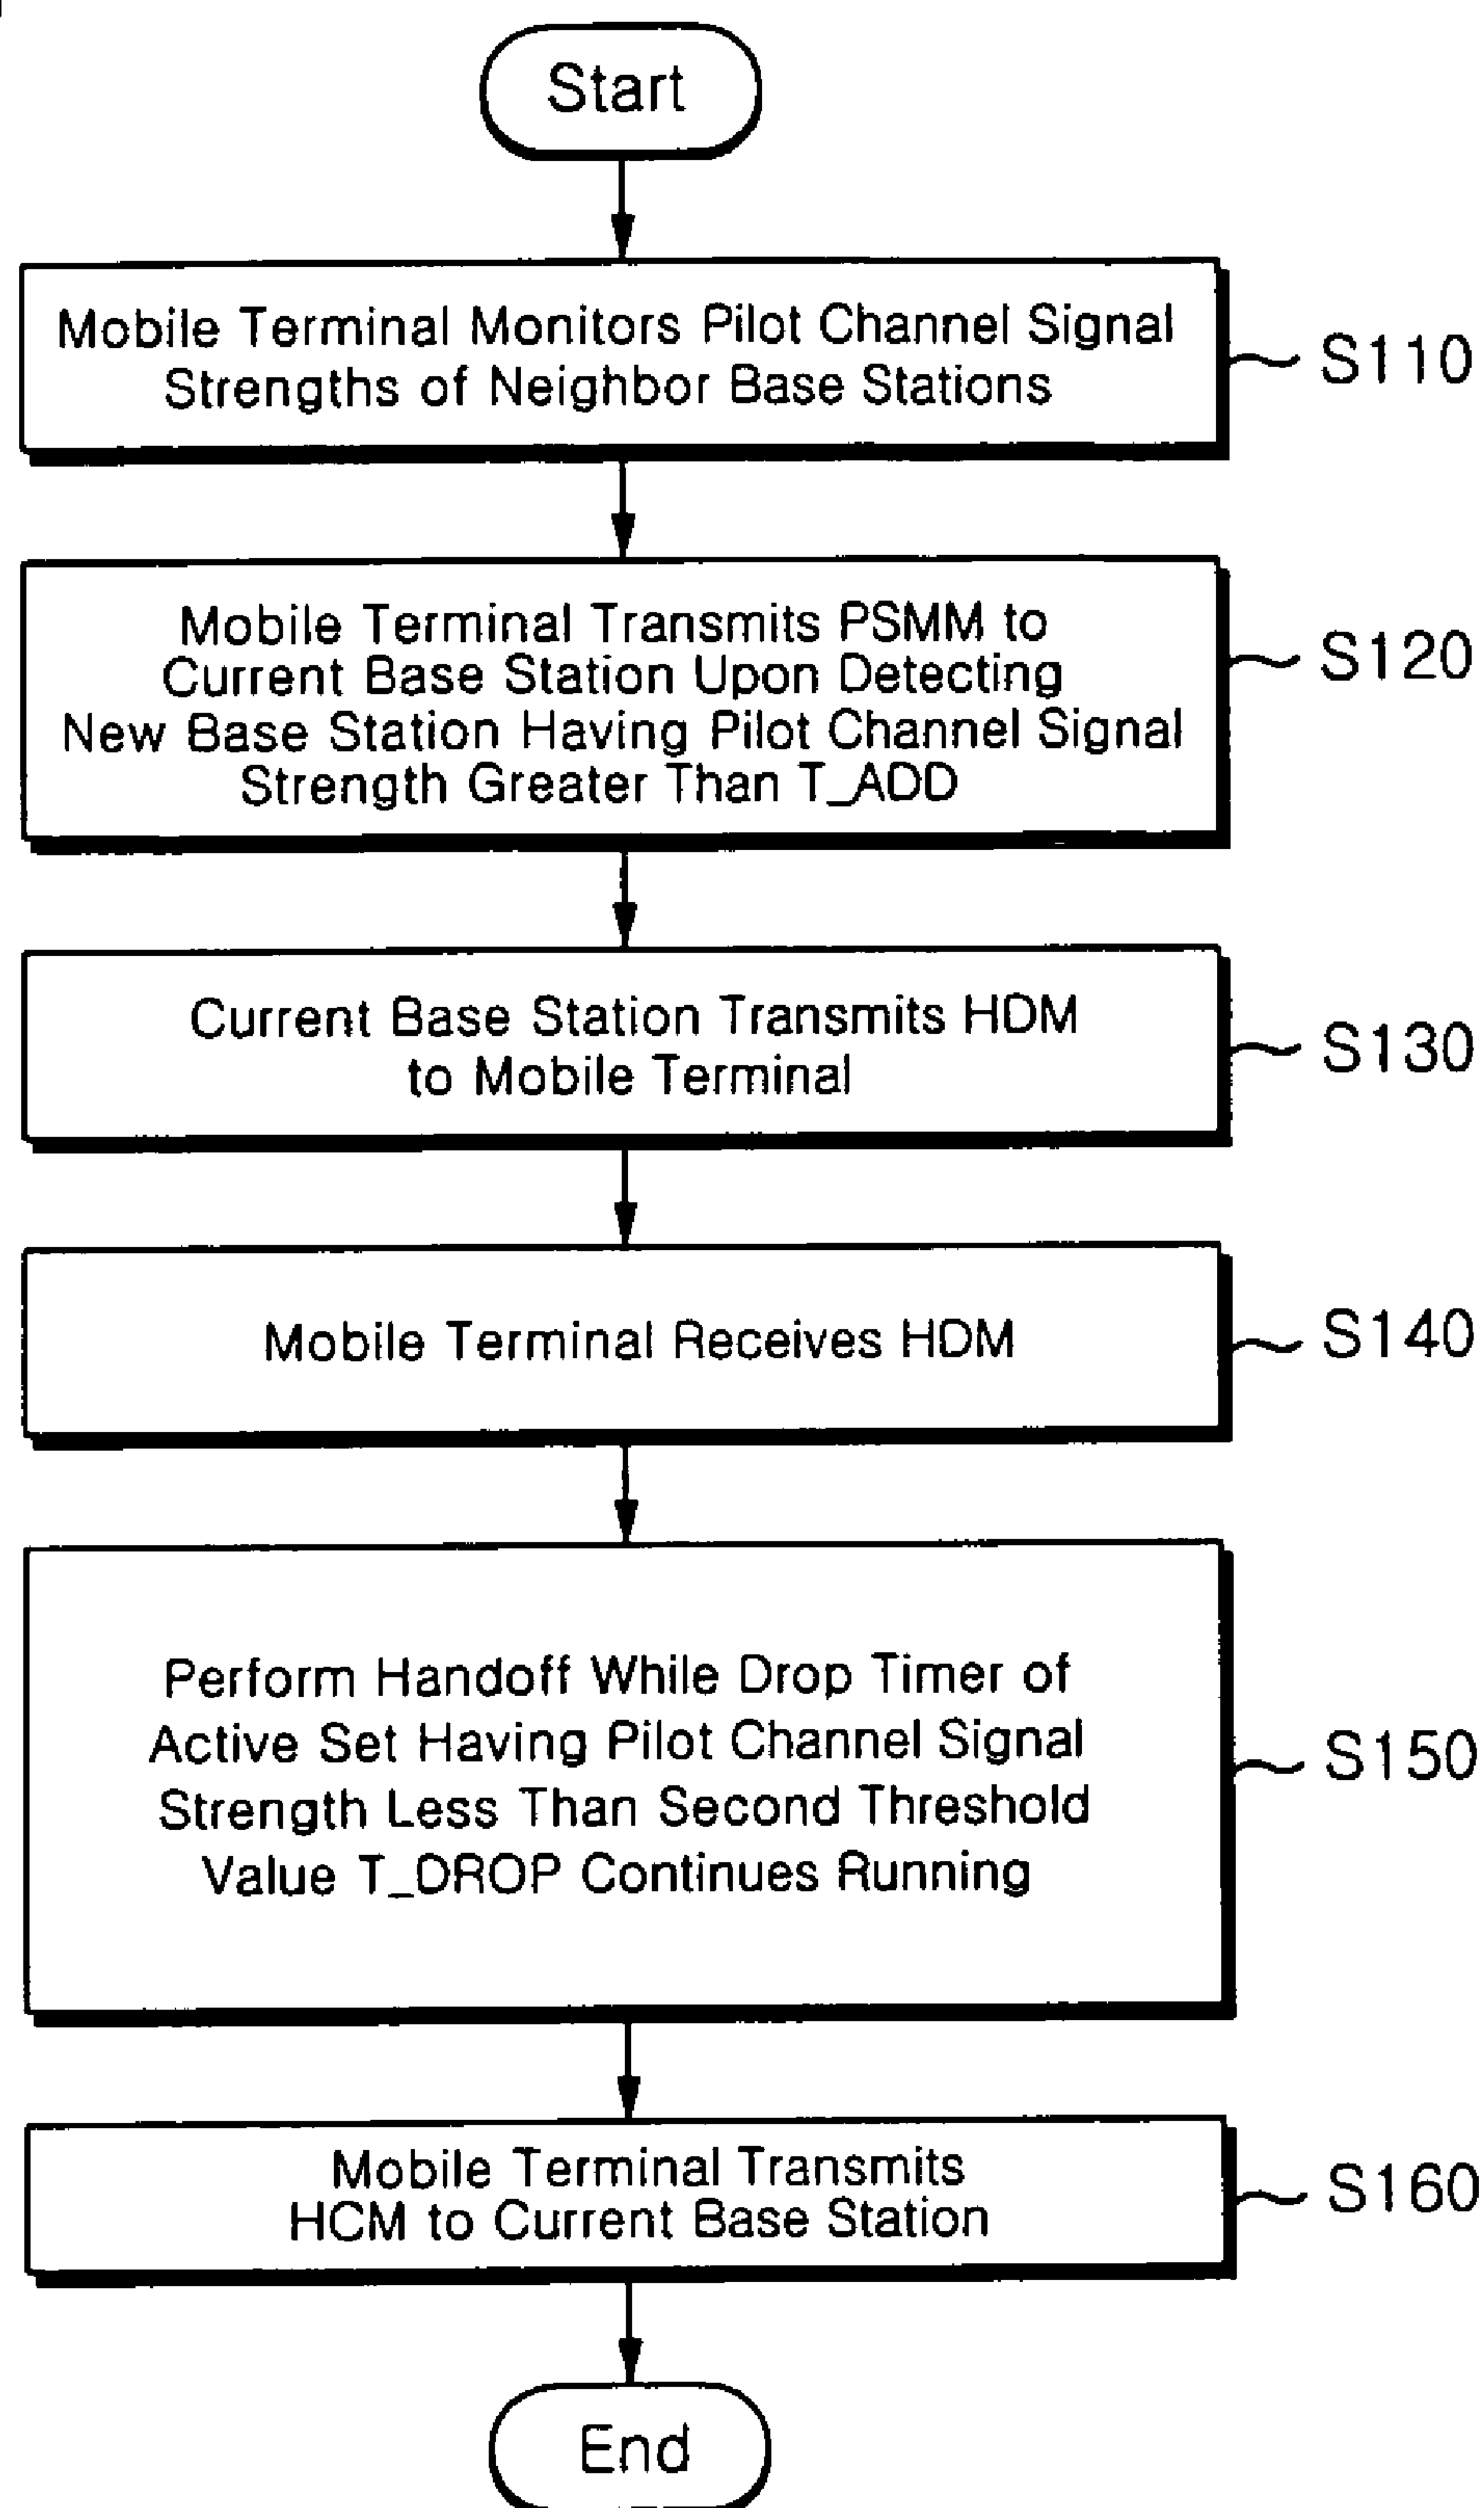 Start
Mobile Terminal Monitors Pilot Channel Signal
Strengths of Neighbor Base Stations
S110
Mobile Terminal Transmits PSMM to
Current Base Station Upon Detecting
New Base Station Having Pilot Channel Signal
Strength Greater Than T_ADD
S120
Current Base Station Transmits HDM
to Mobile Terminal
S130
Mobile Terminal Receives HDM
S140
Perform Handoff While Drop Timer of
Active Set Having Pilot Channel Signal
Strength Less Than Second Threshold
Value T_DROP Continues Running
S150
Mobile Terminal Transmits
HCM to Current Base Station
S160
End